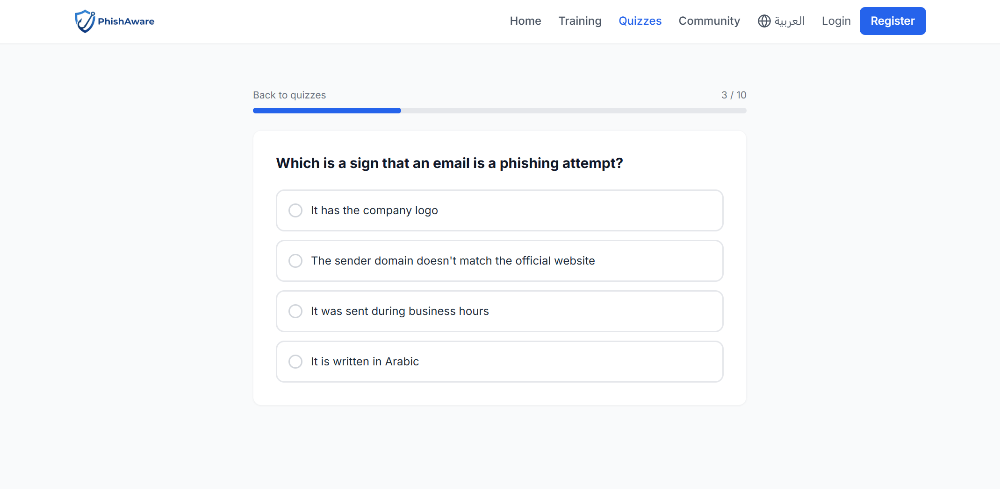 PhishAware
Home Training Quizzes Community العربية Login Register
Back to quizzes 3 / 10
Which is a sign that an email is a phishing attempt?
It has the company logo
The sender domain doesn't match the official website
It was sent during business hours
It is written in Arabic